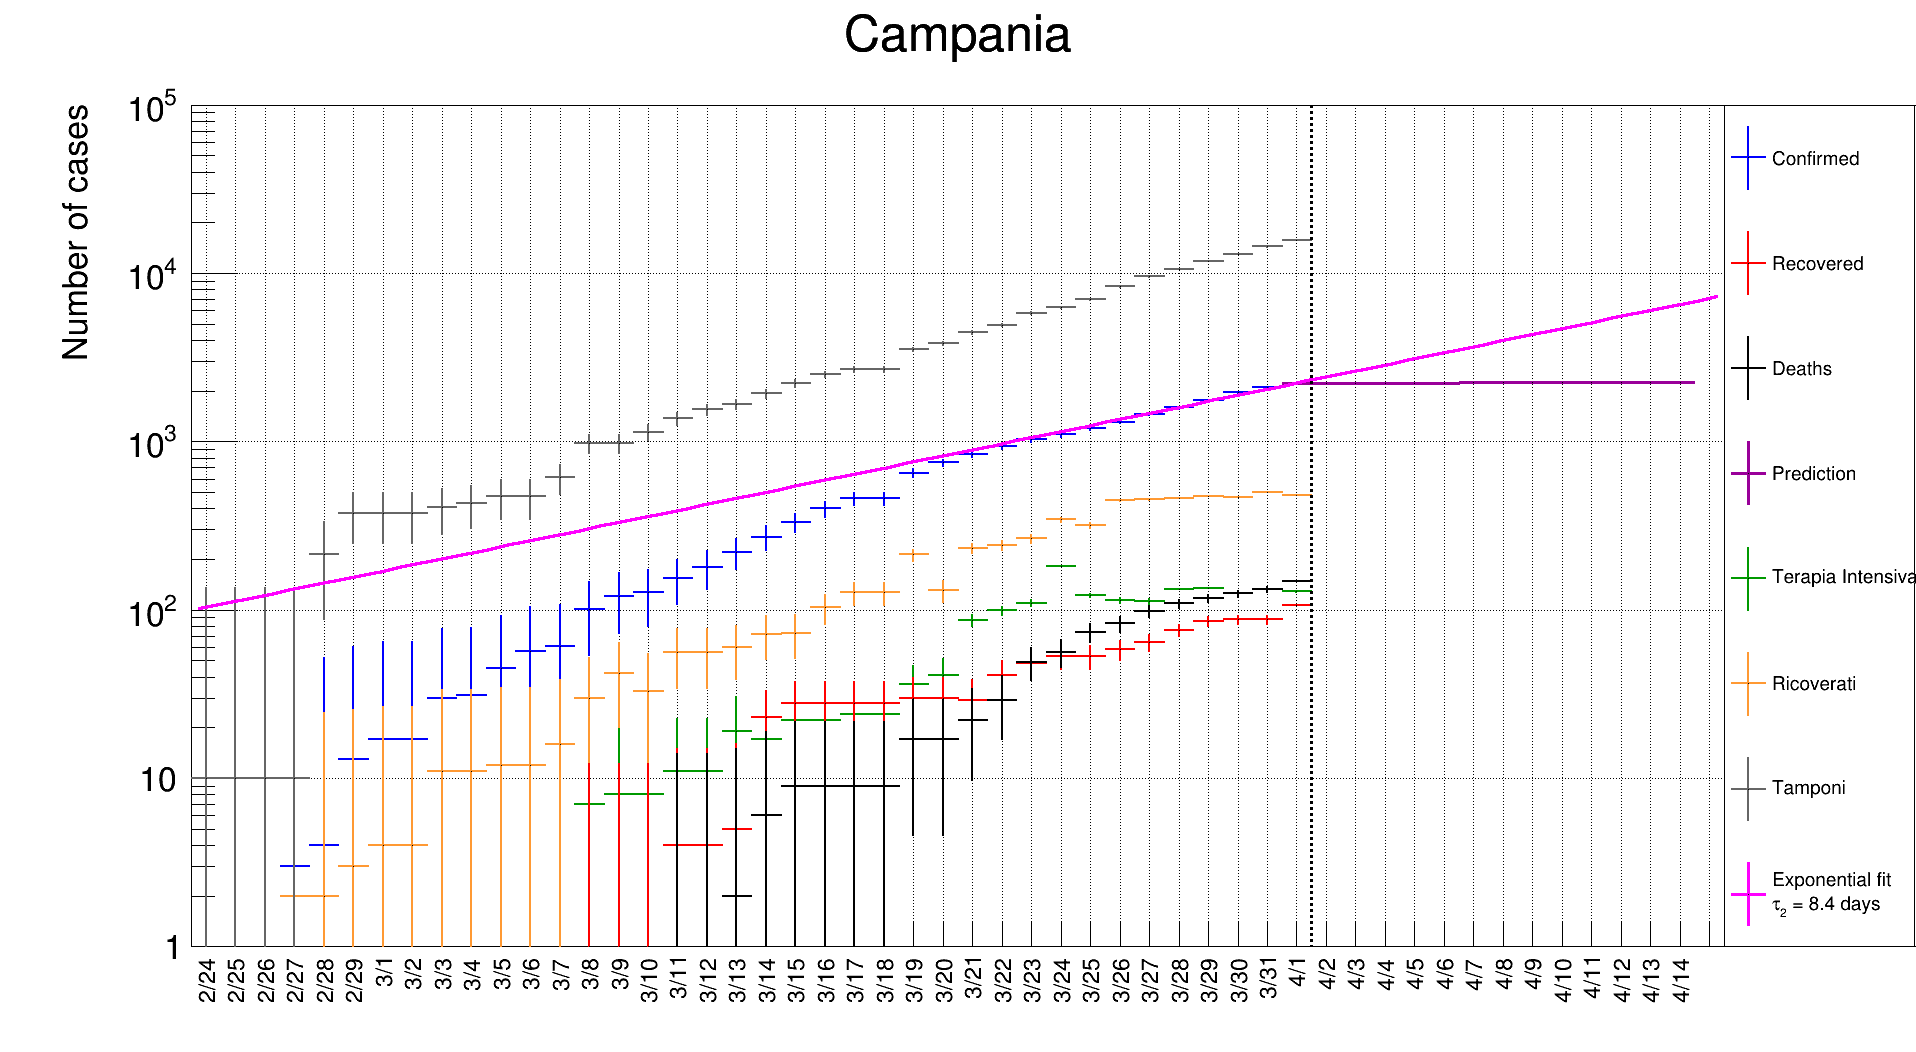 Campania
Number of cases
10^5
10^4
10^3
10^2
10
1
2/24 2/25 2/26 2/27 2/28 2/29 3/1 3/2 3/3 3/4 3/5 3/6 3/7 3/8 3/9 3/10 3/11 3/12 3/13 3/14 3/15 3/16 3/17 3/18 3/19 3/20 3/21 3/22 3/23 3/24 3/25 3/26 3/27 3/28 3/29 3/30 3/31 4/1 4/2 4/3 4/4 4/5 4/6 4/7 4/8 4/9 4/10 4/11 4/12 4/13 4/14
Confirmed
Recovered
Deaths
Prediction
Terapia Intensiva
Ricoverati
Tamponi
Exponential fit
τ_2 = 8.4 days